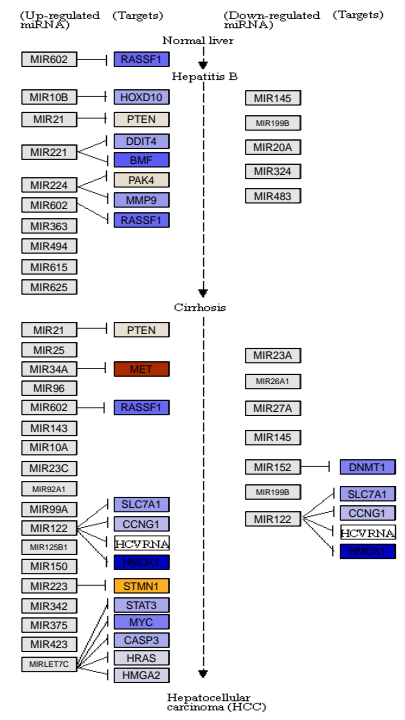 (Up-regulated (Targets) (Down-regulated (Targets)
miRNA) miRNA)
Normal liver
MIR602 RASSF1
Hepatitis B
MIR10B HOXD10 MIR145
MIR21 PTEN MIR199B
DDIT4
MIR221 MIR20A
BMF
MIR324
PAK4
MIR224
MMP9 MIR483
MIR602
RASSF1
MIR363
MIR494
MIR615
MIR625
Cirrhosis
MIR21 PTEN
MIR25
MIR23A
MIR34A MET
MIR26A1
MIR96
MIR602 RASSF1 MIR27A
MIR143
MIR145
MIR10A
MIR23C MIR152 DNMT1
MIR92A1 MIR199B SLC7A1
SLC7A1
MIR99A
CCNG1
MIR122 CCNG1 MIR122
HCVRNA
MIR125B1 HCVRNA
HMOX1
MIR150 HMOX1
MIR223 STMN1
MIR342 STAT3
MIR375 MYC
MIR423 CASP3
MIRLET7C HRAS
HMGA2
Hepatocellular
carcinoma (HCC)